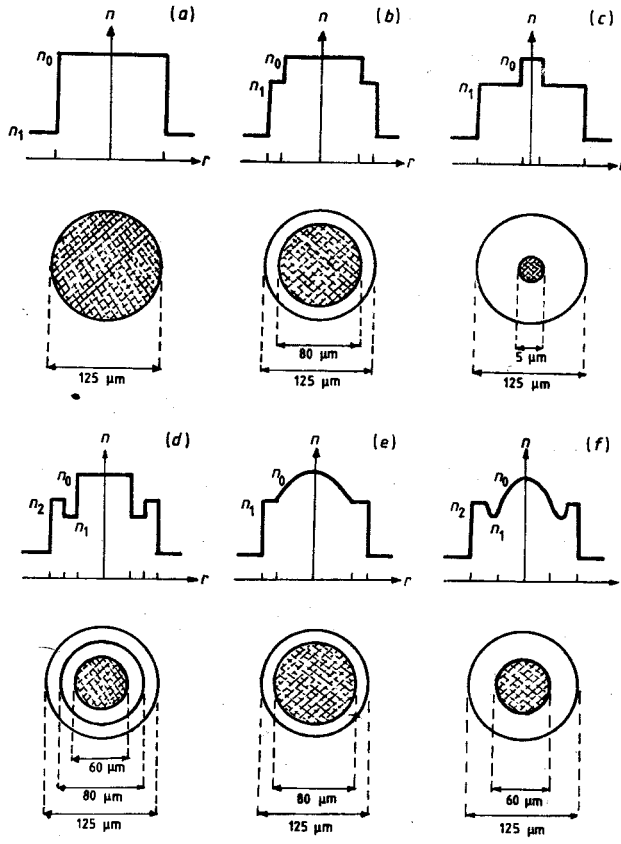 n (a)
n₀
n₁
r
125 μm
n (b)
n₀
n₁
r
80 μm
125 μm
n (c)
n₀
n₁
5 μm
125 μm
n (d)
n₀
n₂
n₁
r
60 μm
80 μm
125 μm
n (e)
n₀
n₁
r
80 μm
125 μm
n (f)
n₀
n₂
n₁
60 μm
125 μm